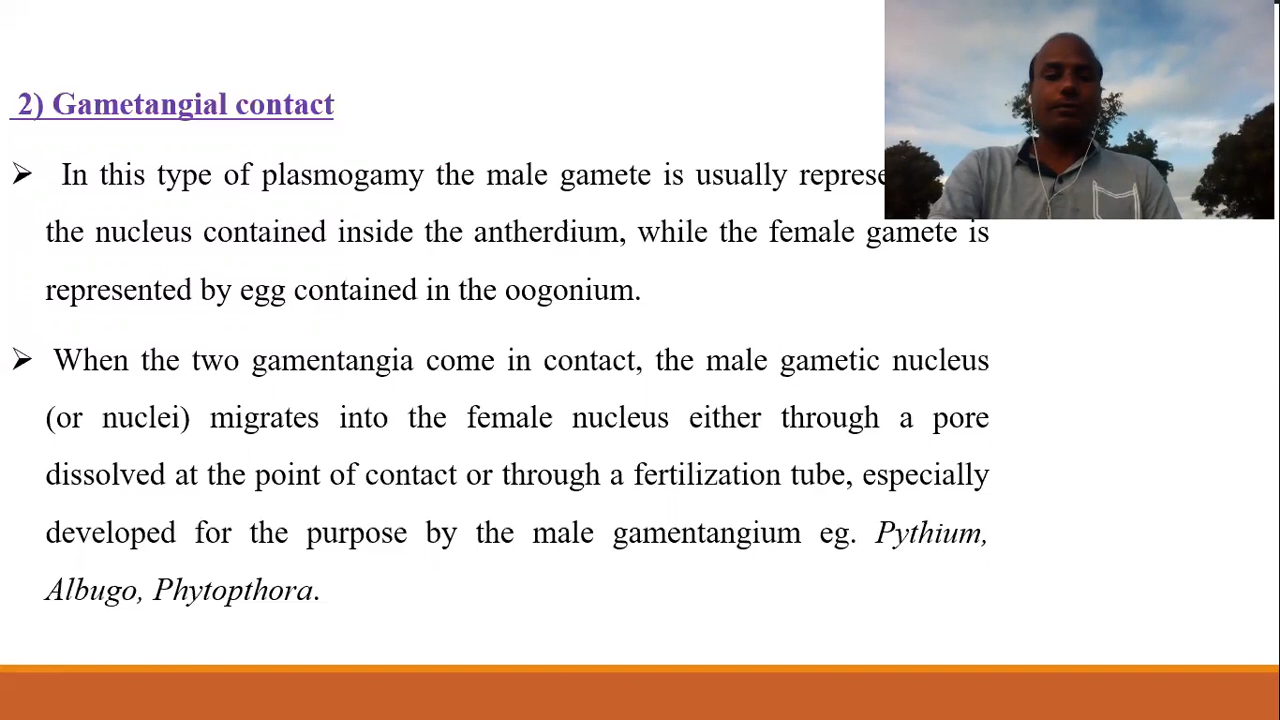 2) Gametangial contact
➢ In this type of plasmogamy the male gamete is usually
the nucleus contained inside the antherdium, while the female gamete is
represented by egg contained in the oogonium.
➢ When the two gamentangia come in contact, the male gametic nucleus
(or nuclei) migrates into the female nucleus either through a pore
dissolved at the point of contact or through a fertilization tube, especially
developed for the purpose by the male gamentangium eg. Pythium,
Albugo, Phytopthora.